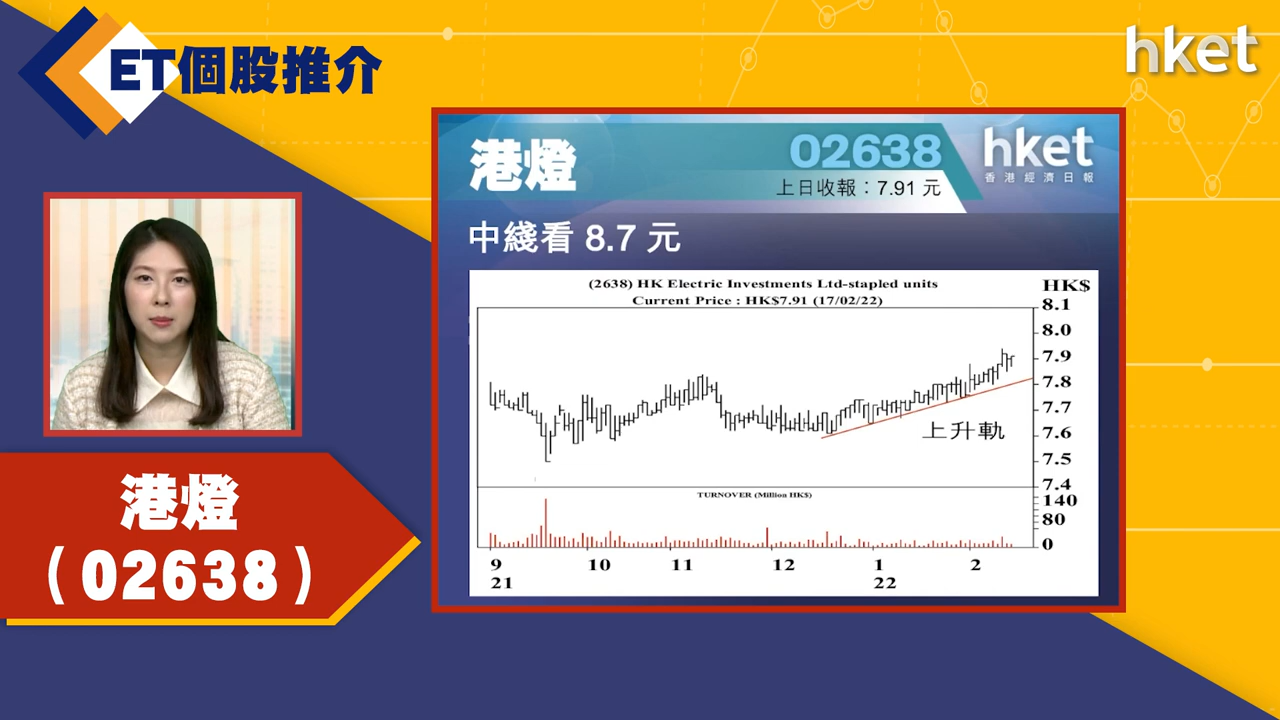 ET個股推介
hket
港燈
02638
上日收報：7.91 元
hket
香港經濟日報
中綫看 8.7 元
(2638) HK Electric Investments Ltd-stapled units
Current Price : HK$7.91 (17/02/22)
HK$
8.1
8.0
7.9
7.8
7.7
7.6
7.5
7.4
上升軌
TURNOVER (Million HK$)
140
80
0
9 10 11 12 1 2
21 22
港燈
（02638）